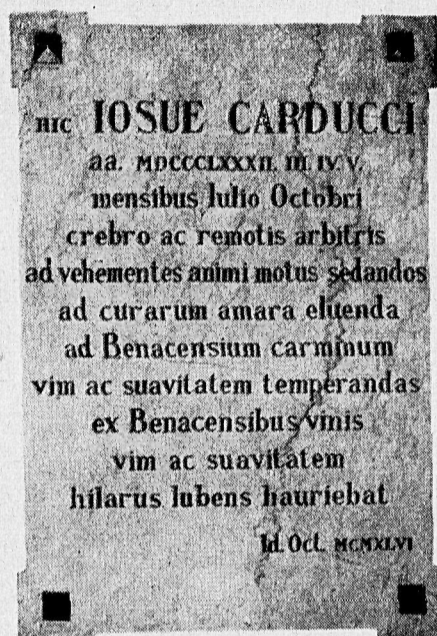 HIC IOSUE CARDUCCI
aa. MDCCCLXXXII. III. IV. V.
mensibus Iulio Octobri
crebro ac remotis arbitris
ad vehementes animi motus sedandos
ad curarum amara eluenda
ad Benacensium carminum
vim ac suavitatem temperandas
ex Benacensibus vinis
vim ac suavitatem
hilarus lubens hauriebat
Id. Oct. MCMXLVI